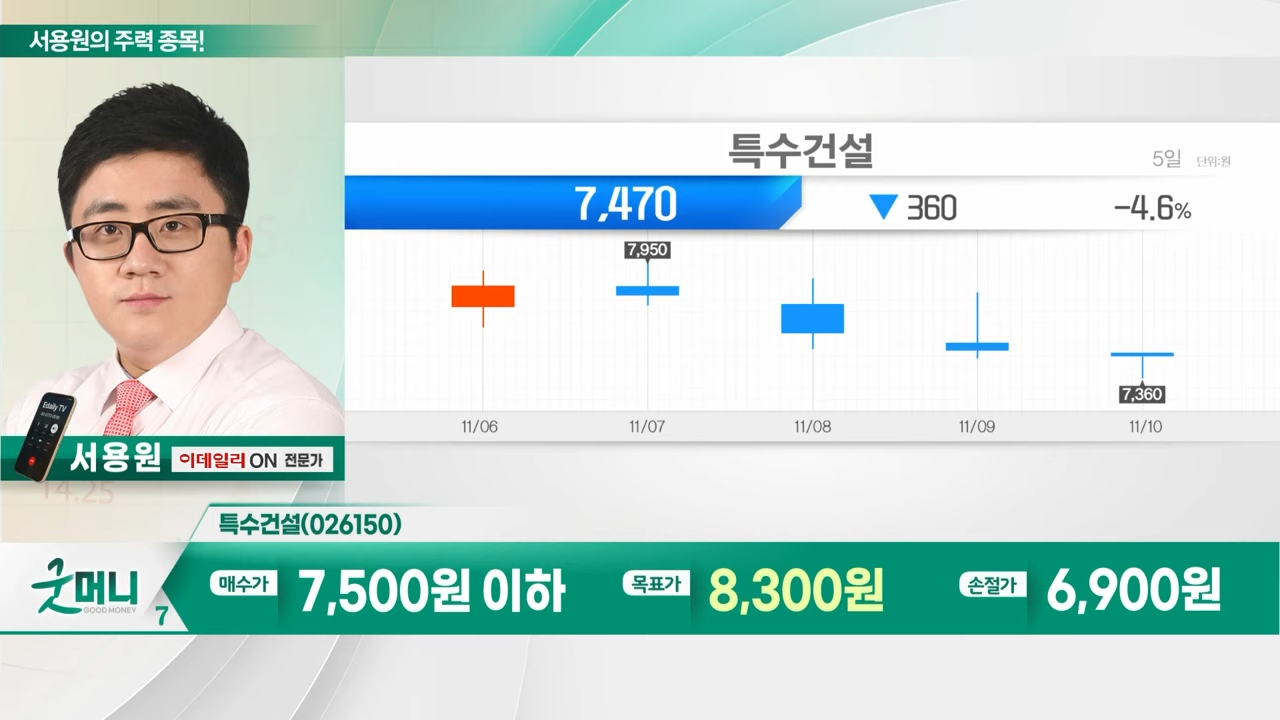 서용원의 주력 종목!
특수건설
5일 단위:원
7,470 ▼360 -4.6%
7,950
7,360
11/06 11/07 11/08 11/09 11/10
Edaily TV
서용원 이데일리 ON 전문가
14.25
특수건설(026150)
굿머니 GOOD MONEY 7
매수가 7,500원 이하 목표가 8,300원 손절가 6,900원